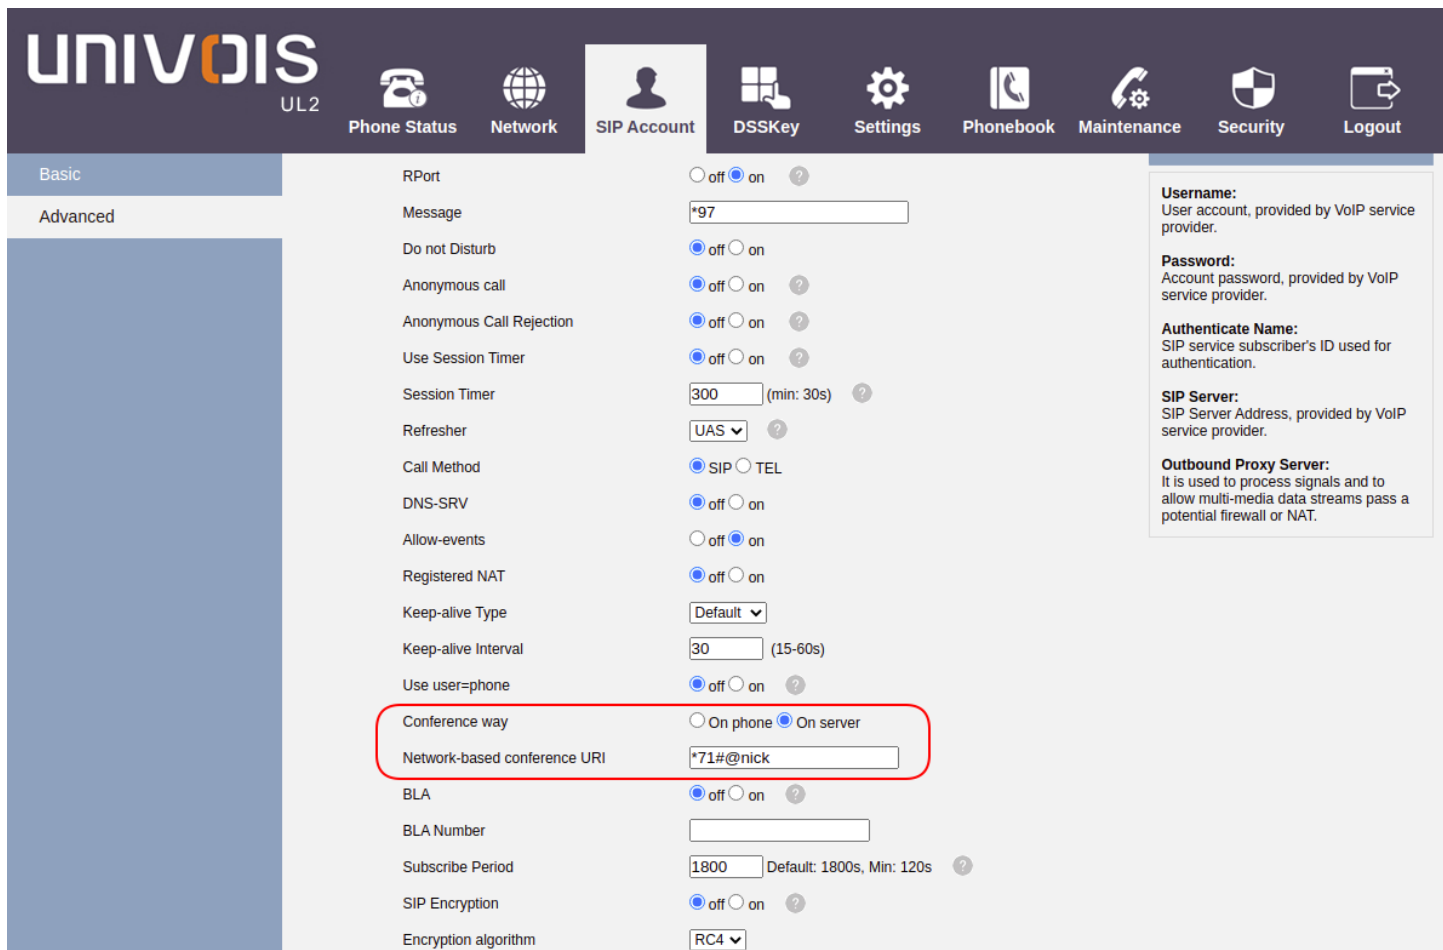 UNIVOIS
UL2
Phone Status
Network
SIP Account
DSSKey
Settings
Phonebook
Maintenance
Security
Logout
Basic
Advanced
RPort off on ?
Message *97
Do not Disturb off on
Anonymous call off on ?
Anonymous Call Rejection off on ?
Use Session Timer off on ?
Session Timer 300 (min: 30s) ?
Refresher UAS ?
Call Method SIP TEL
DNS-SRV off on
Allow-events off on
Registered NAT off on
Keep-alive Type Default
Keep-alive Interval 30 (15-60s)
Use user=phone off on ?
Conference way On phone On server
Network-based conference URI *71#@nick
BLA off on ?
BLA Number
Subscribe Period 1800 Default: 1800s, Min: 120s ?
SIP Encryption off on ?
Encryption algorithm RC4
Username:
User account, provided by VoIP service
provider.
Password:
Account password, provided by VoIP
service provider.
Authenticate Name:
SIP service subscriber's ID used for
authentication.
SIP Server:
SIP Server Address, provided by VoIP
service provider.
Outbound Proxy Server:
It is used to process signals and to
allow multi-media data streams pass a
potential firewall or NAT.